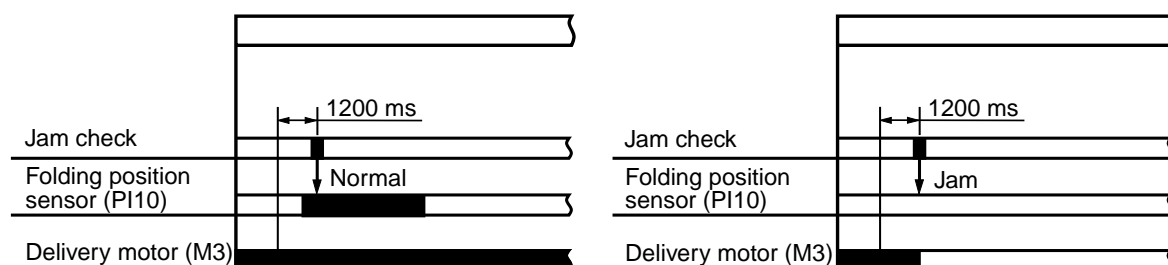 1200 ms
Jam check
Normal
Folding position
sensor (PI10)
Delivery motor (M3)
1200 ms
Jam check
Jam
Folding position
sensor (PI10)
Delivery motor (M3)